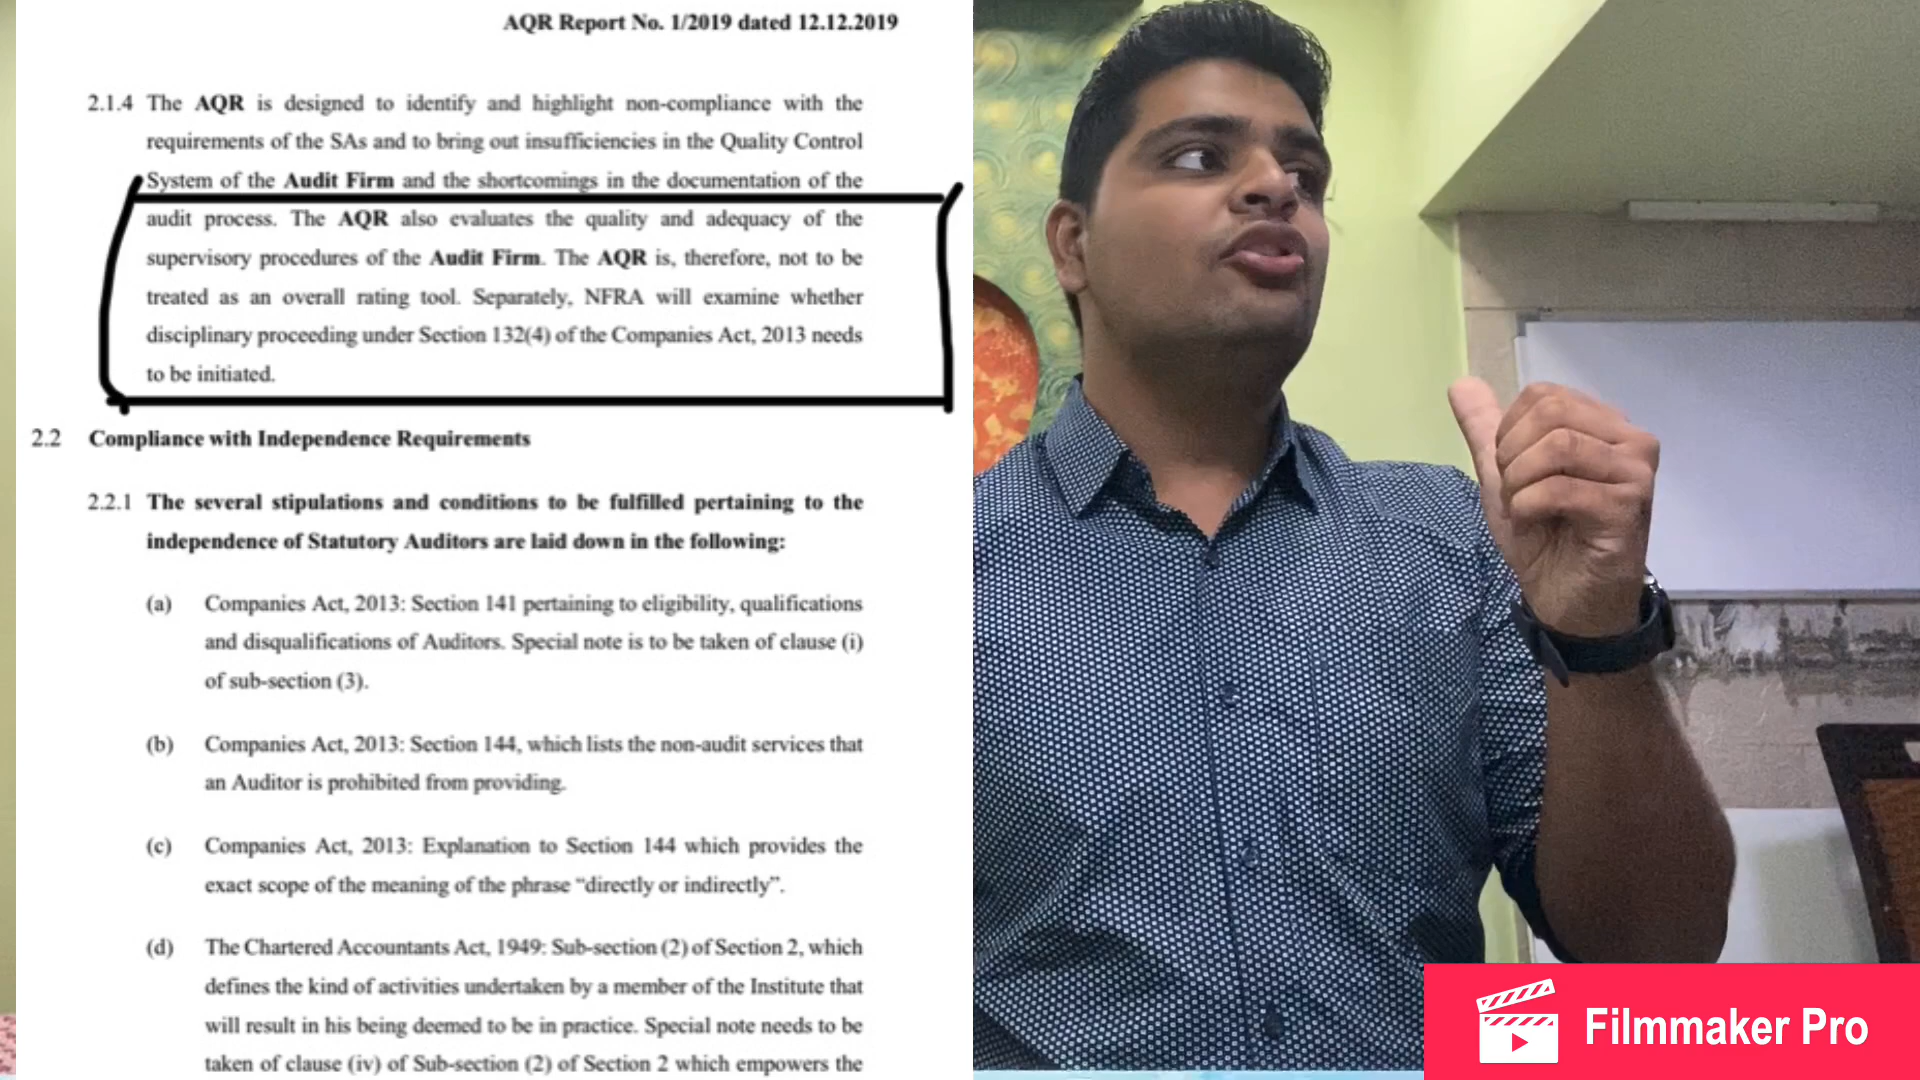 AQR Report No. 1/2019 dated 12.12.2019
2.1.4 The AQR is designed to identify and highlight non-compliance with the
requirements of the SAs and to bring out insufficiencies in the Quality Control
System of the Audit Firm and the shortcomings in the documentation of the
audit process. The AQR also evaluates the quality and adequacy of the
supervisory procedures of the Audit Firm. The AQR is, therefore, not to be
treated as an overall rating tool. Separately, NFRA will examine whether
disciplinary proceeding under Section 132(4) of the Companies Act, 2013 needs
to be initiated.
2.2 Compliance with Independence Requirements
2.2.1 The several stipulations and conditions to be fulfilled pertaining to the
independence of Statutory Auditors are laid down in the following:
(a) Companies Act, 2013: Section 141 pertaining to eligibility, qualifications
and disqualifications of Auditors. Special note is to be taken of clause (i)
of sub-section (3).
(b) Companies Act, 2013: Section 144, which lists the non-audit services that
an Auditor is prohibited from providing.
(c) Companies Act, 2013: Explanation to Section 144 which provides the
exact scope of the meaning of the phrase “directly or indirectly”.
(d) The Chartered Accountants Act, 1949: Sub-section (2) of Section 2, which
defines the kind of activities undertaken by a member of the Institute that
will result in his being deemed to be in practice. Special note needs to be
taken of clause (iv) of Sub-section (2) of Section 2 which empowers the
Filmmaker Pro